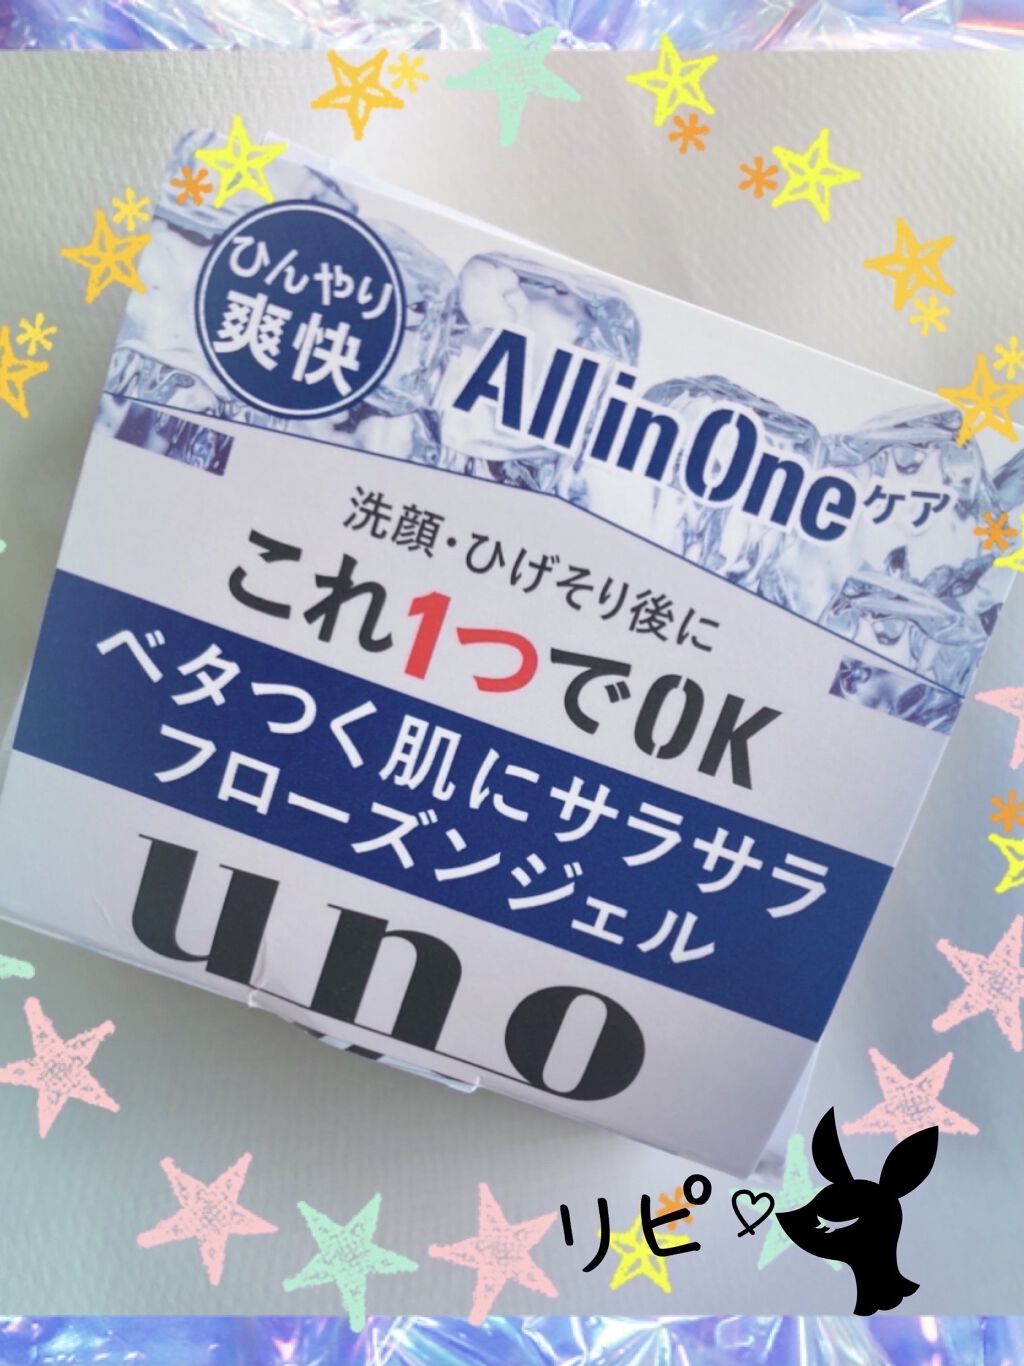 ひんやり
爽快
All in One ケア
洗顔・ひげそり後に
これ1つでOK
ベタつく肌にサラサラ
フローズンジェル
uno
リピ♡